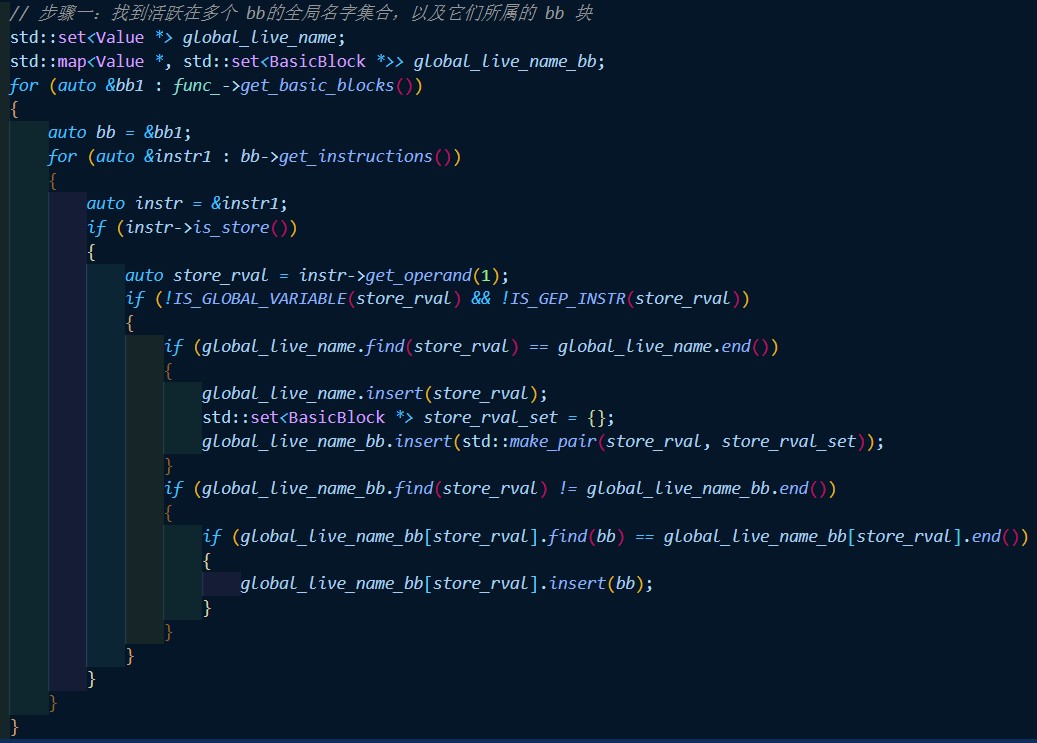 // 步骤一：找到活跃在多个 bb的全局名字集合，以及它们所属的 bb 块
std::set<Value *> global_live_name;
std::map<Value *, std::set<BasicBlock *>> global_live_name_bb;
for (auto &bb1 : func_->get_basic_blocks())
{
auto bb = &bb1;
for (auto &instr1 : bb->get_instructions())
{
auto instr = &instr1;
if (instr->is_store())
{
auto store_rval = instr->get_operand(1);
if (!IS_GLOBAL_VARIABLE(store_rval) && !IS_GEP_INSTR(store_rval))
{
if (global_live_name.find(store_rval) == global_live_name.end())
{
global_live_name.insert(store_rval);
std::set<BasicBlock *> store_rval_set = {};
global_live_name_bb.insert(std::make_pair(store_rval, store_rval_set));
}
if (global_live_name_bb.find(store_rval) != global_live_name_bb.end())
{
if (global_live_name_bb[store_rval].find(bb) == global_live_name_bb[store_rval].end())
{
global_live_name_bb[store_rval].insert(bb);
}
}
}
}
}
}